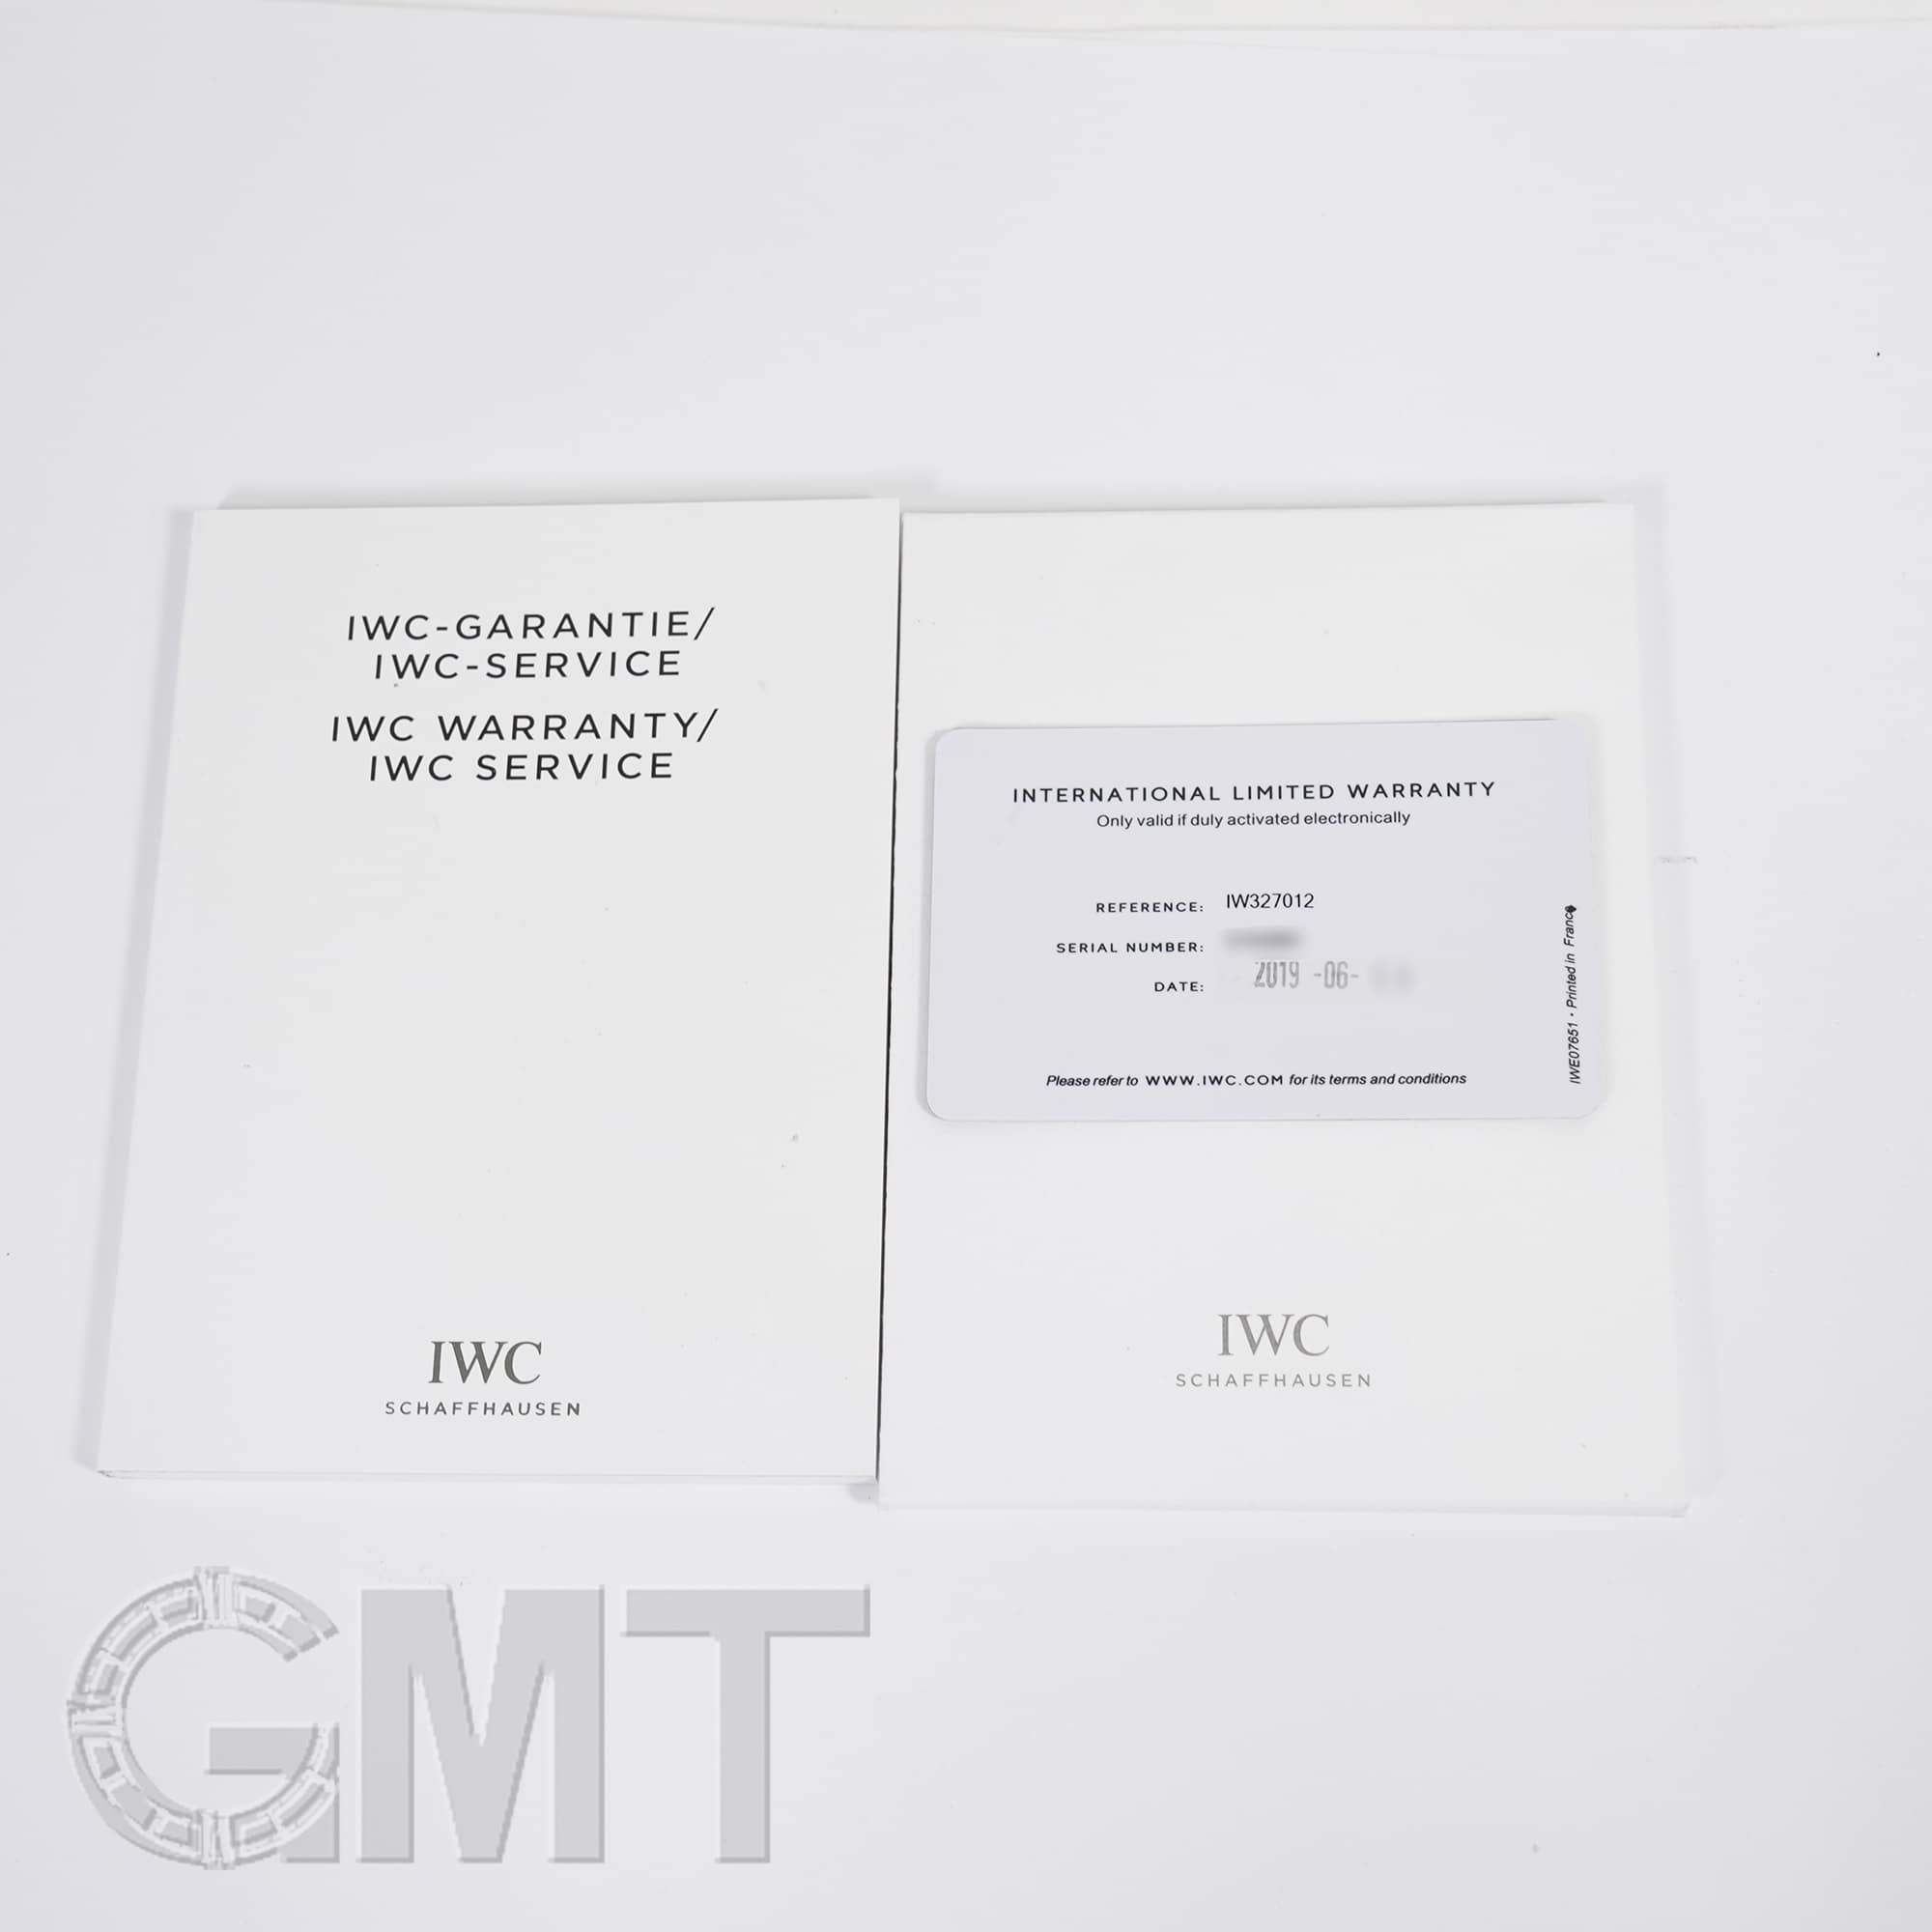 IWC-GARANTIE/
IWC-SERVICE
IWC WARRANTY/
IWC SERVICE
IWC
SCHAFFHAUSEN
INTERNATIONAL LIMITED WARRANTY
Only valid if duly activated electronically
REFERENCE: IW327012
SERIAL NUMBER:
DATE: 2019 -06-
Please refer to WWW.IWC.COM for its terms and conditions
IWE07651 • Printed in France
IWC
SCHAFFHAUSEN
GMT